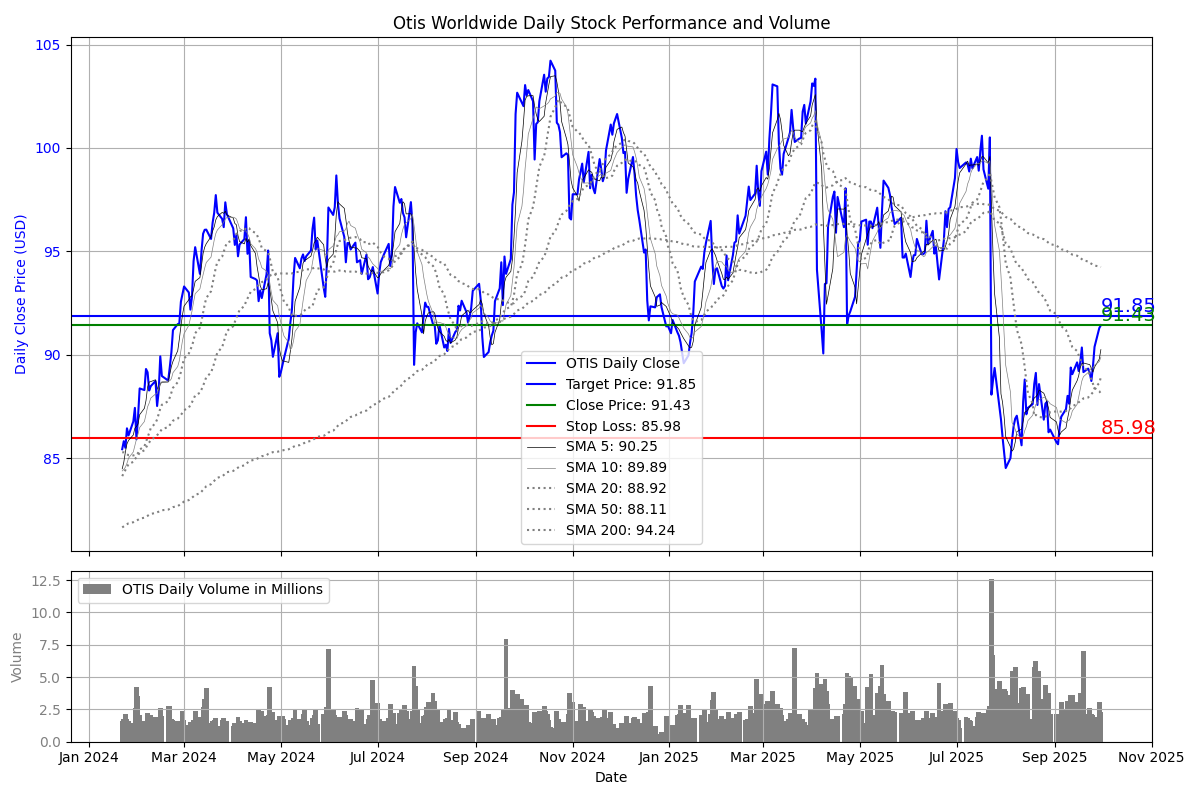 Otis Worldwide Daily Stock Performance and Volume
Daily Close Price (USD)
105
100
95
90
85
91.85
91.43
85.98
OTIS Daily Close
Target Price: 91.85
Close Price: 91.43
Stop Loss: 85.98
SMA 5: 90.25
SMA 10: 89.89
SMA 20: 88.92
SMA 50: 88.11
SMA 200: 94.24
Volume
12.5
10.0
7.5
5.0
2.5
0.0
OTIS Daily Volume in Millions
Jan 2024 Mar 2024 May 2024 Jul 2024 Sep 2024 Nov 2024 Jan 2025 Mar 2025 May 2025 Jul 2025 Sep 2025 Nov 2025
Date